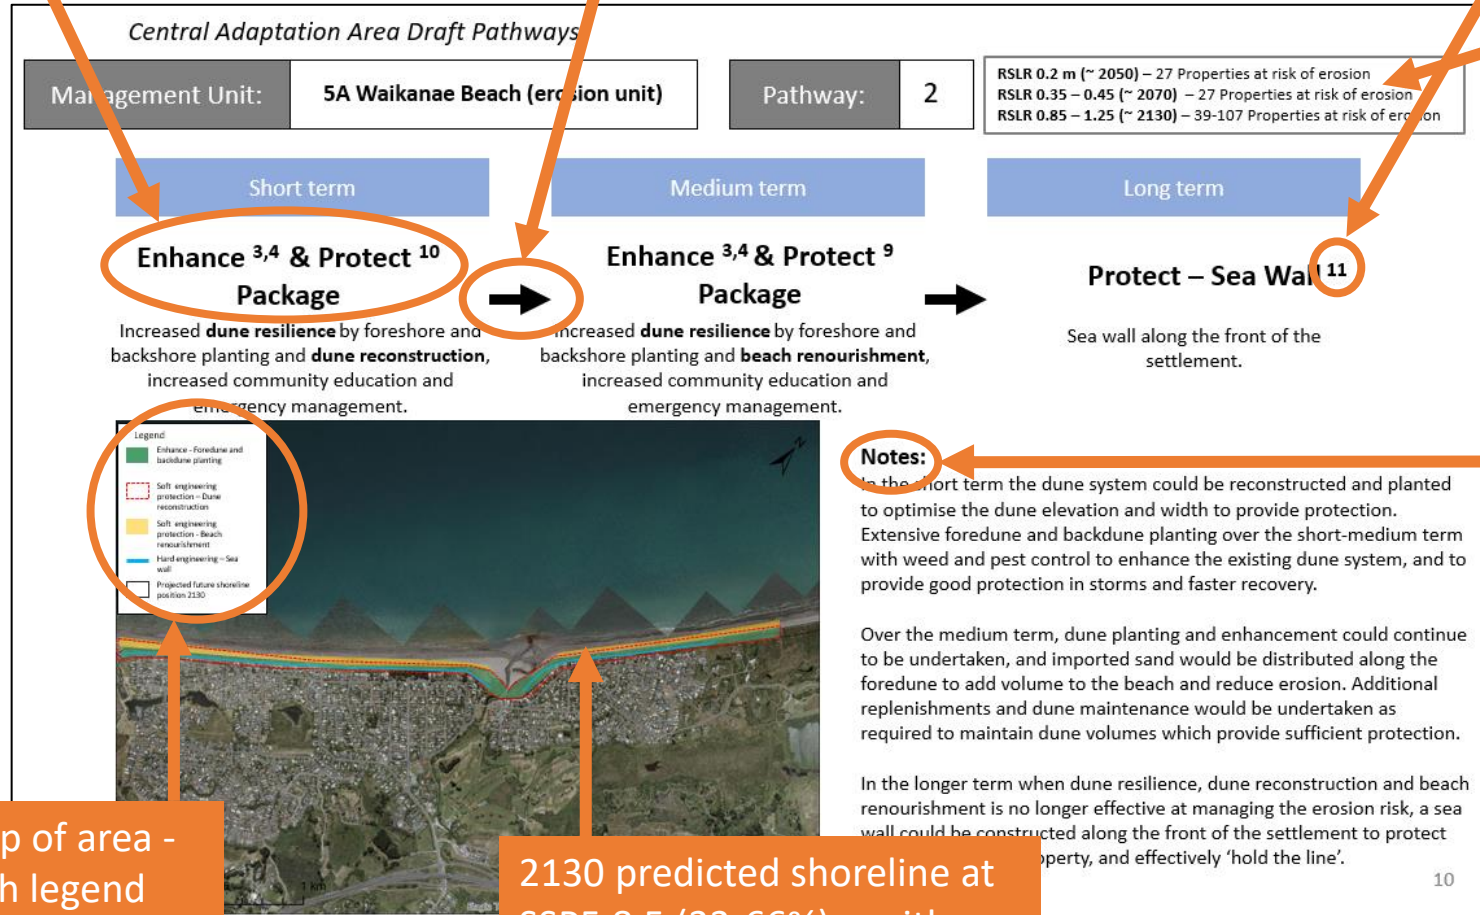 Central Adaptation Area Draft Pathways
Management Unit:
5A Waikanae Beach (erosion unit)
Pathway:
2
RSLR 0.2 m (~ 2050) – 27 Properties at risk of erosion
RSLR 0.35 – 0.45 (~ 2070) – 27 Properties at risk of erosion
RSLR 0.85 – 1.25 (~ 2130) – 39-107 Properties at risk of erosion
Short term
Medium term
Long term
Enhance 3,4 & Protect 10
Package
Increased dune resilience by foreshore and
backshore planting and dune reconstruction,
increased community education and
emergency management.
Enhance 3,4 & Protect 9
Package
Increased dune resilience by foreshore and
backshore planting and beach renourishment,
increased community education and
emergency management.
Protect – Sea Wall 11
Sea wall along the front of the
settlement.
Legend
Enhance - Foredune and
backdune planting
Soft engineering
protection – Dune
reconstruction
Soft engineering
protection - Beach
renourishment
Hard engineering – Sea
wall
Projected future shoreline
position 2130
N
1 km
Notes:
In the short term the dune system could be reconstructed and planted
to optimise the dune elevation and width to provide protection.
Extensive foredune and backdune planting over the short-medium term
with weed and pest control to enhance the existing dune system, and to
provide good protection in storms and faster recovery.
Over the medium term, dune planting and enhancement could continue
to be undertaken, and imported sand would be distributed along the
foredune to add volume to the beach and reduce erosion. Additional
replenishments and dune maintenance would be undertaken as
required to maintain dune volumes which provide sufficient protection.
In the longer term when dune resilience, dune reconstruction and beach
renourishment is no longer effective at managing the erosion risk, a sea
wall could be constructed along the front of the settlement to protect
perty, and effectively ‘hold the line’.
10
p of area -
h legend
2130 predicted shoreline at